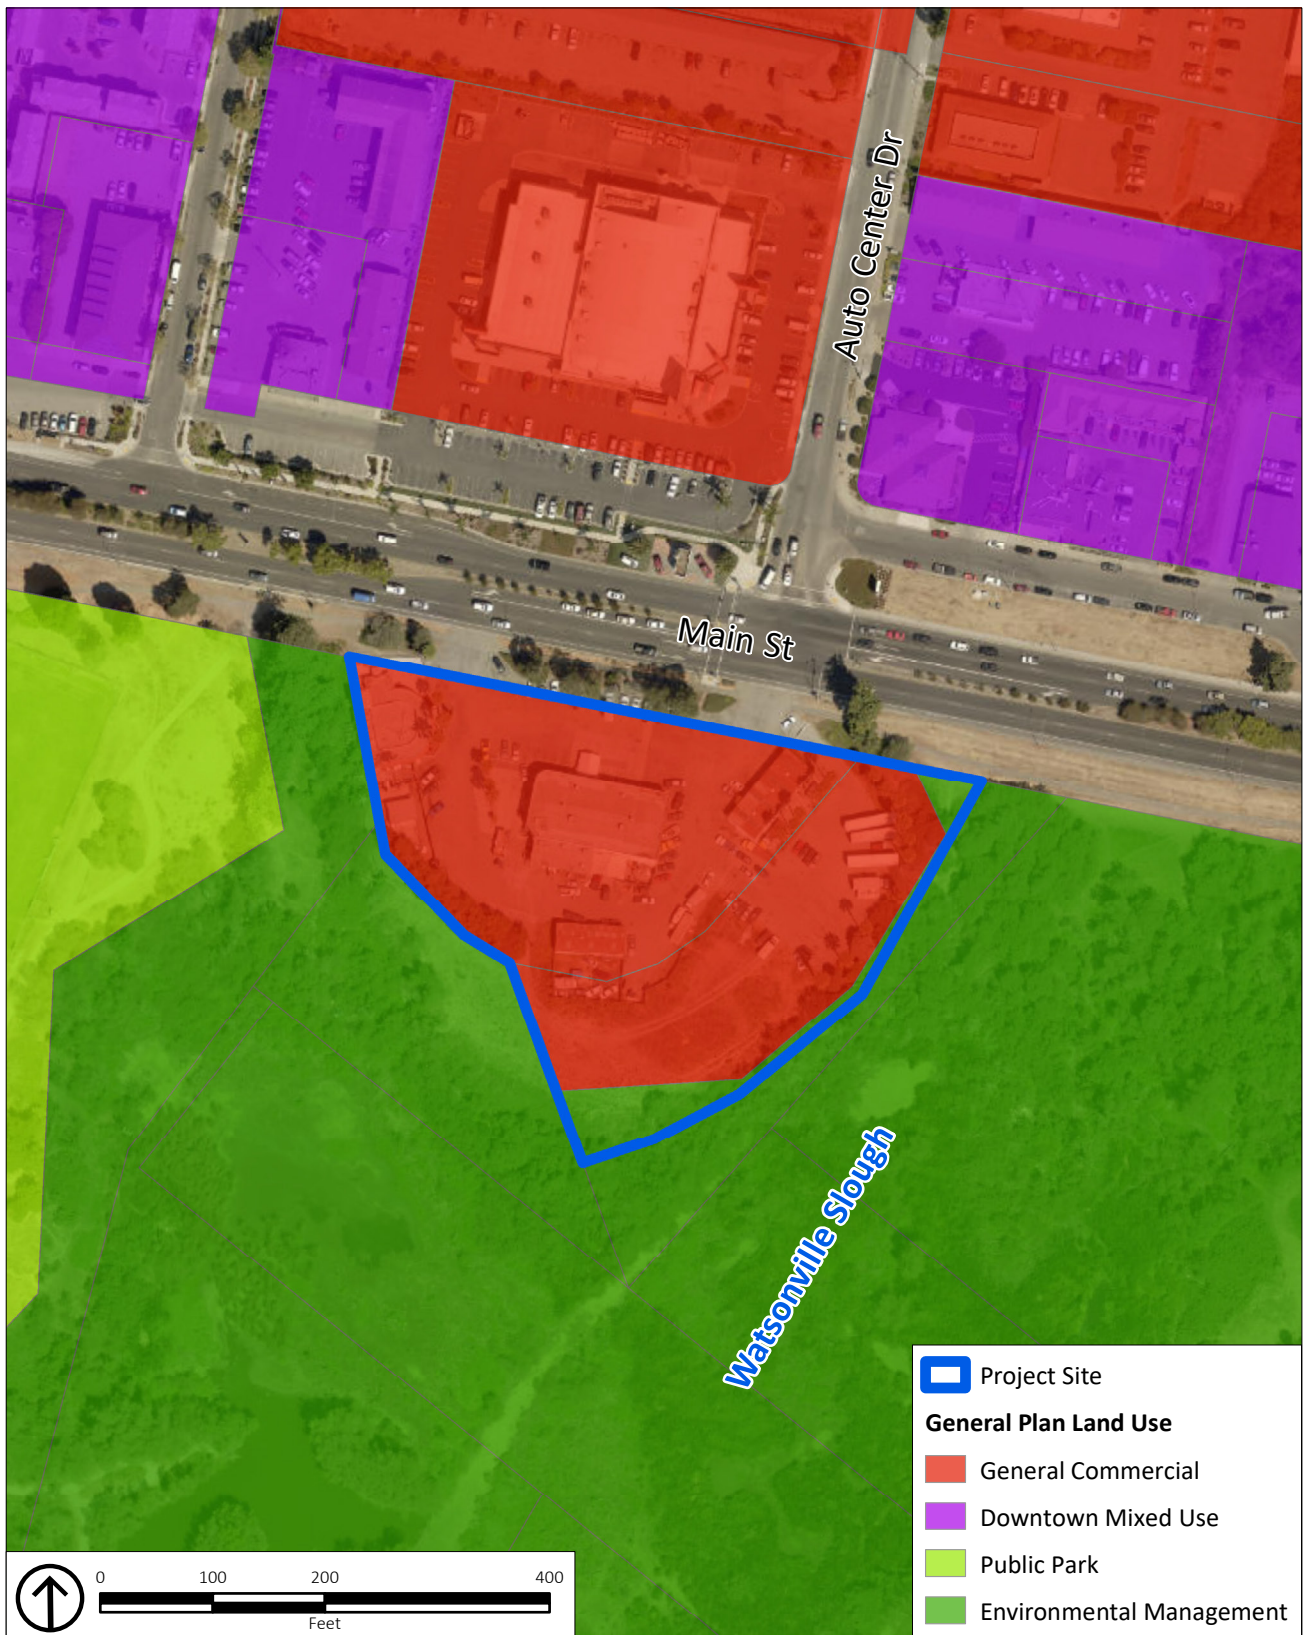 Auto Center Dr
Main St
Watsonville Slough
Project Site
General Plan Land Use
General Commercial
Downtown Mixed Use
Public Park
Environmental Management
0 100 200 400
Feet